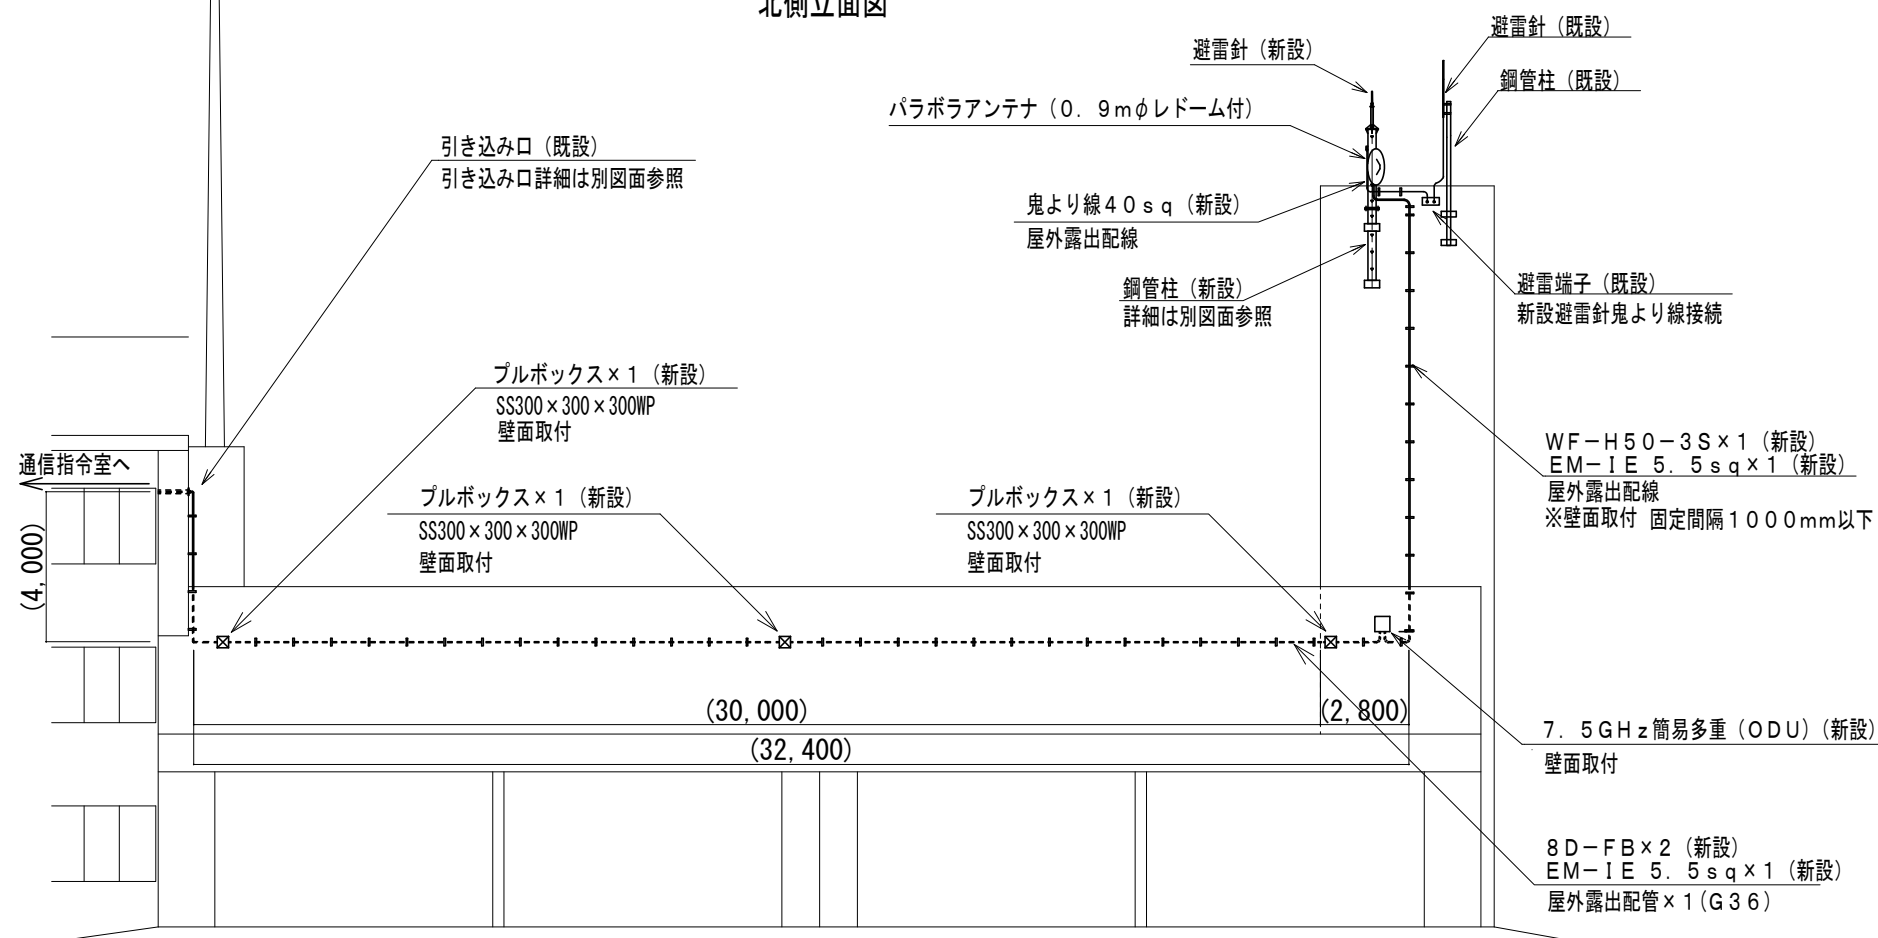 北側立面図
避雷針（既設）
避雷針（新設）
鋼管柱（既設）
パラボラアンテナ（０．９ｍφレドーム付）
引き込み口（既設）
引き込み口詳細は別図面参照
鬼より線４０ｓｑ（新設）
屋外露出配線
鋼管柱（新設）
詳細は別図面参照
避雷端子（既設）
新設避雷針鬼より線接続
プルボックス×１（新設）
SS300×300×300WP
壁面取付
通信指令室へ
(4,000)
プルボックス×１（新設）
SS300×300×300WP
壁面取付
プルボックス×１（新設）
SS300×300×300WP
壁面取付
ＷＦ－Ｈ５０－３Ｓ×１（新設）
ＥＭ－ＩＥ ５．５ｓｑ×１（新設）
屋外露出配線
※壁面取付 固定間隔１０００mm以下
(30,000)
(2,800)
(32,400)
７．５ＧＨｚ簡易多重（ＯＤＵ）（新設）
壁面取付
８Ｄ－ＦＢ×２（新設）
ＥＭ－ＩＥ ５．５ｓｑ×１（新設）
屋外露出配管×１(Ｇ３６)